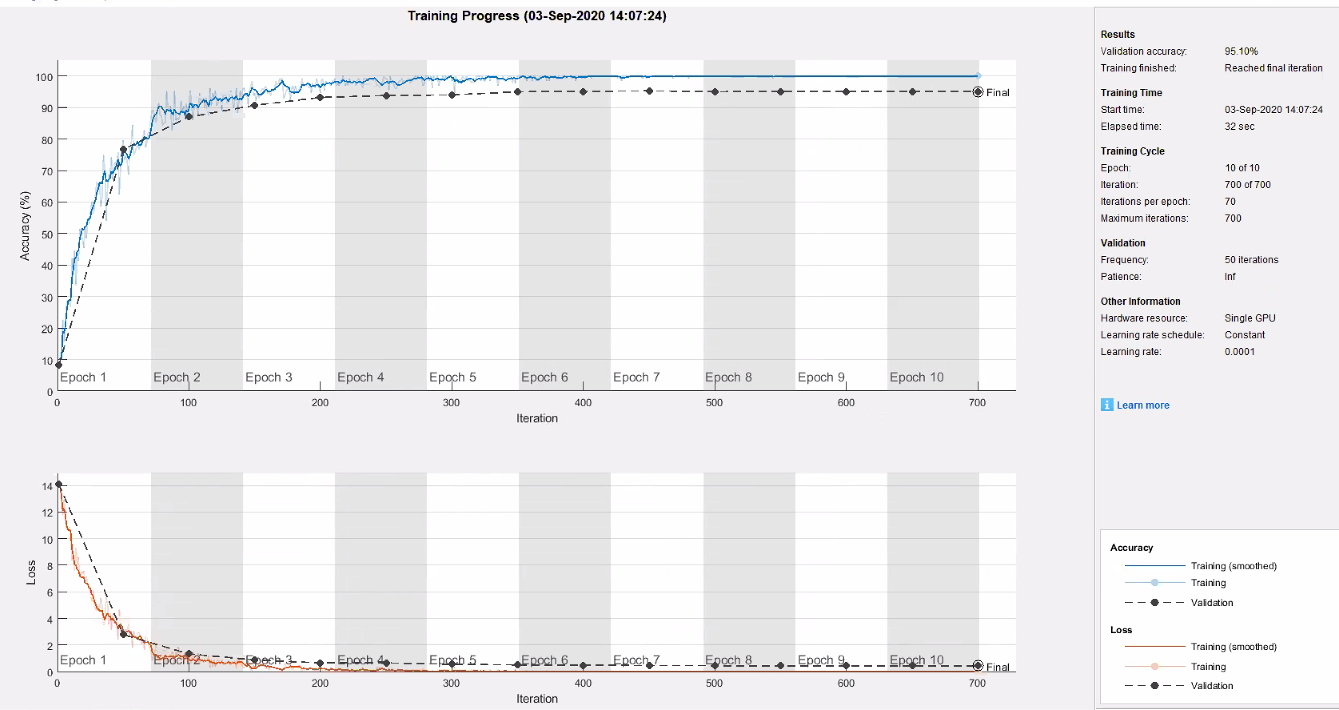 Training Progress (03-Sep-2020 14:07:24)
100
90
80
70
60
50
40
30
20
10
0
Accuracy (%)
Epoch 1 Epoch 2 Epoch 3 Epoch 4 Epoch 5 Epoch 6 Epoch 7 Epoch 8 Epoch 9 Epoch 10
Final
0 100 200 300 400 500 600 700
Iteration
14
12
10
8
6
4
2
0
Loss
Epoch 1 Epoch 2 Epoch 3 Epoch 4 Epoch 5 Epoch 6 Epoch 7 Epoch 8 Epoch 9 Epoch 10
Final
0 100 200 300 400 500 600 700
Iteration
Results
Validation accuracy: 95.10%
Training finished: Reached final iteration
Training Time
Start time: 03-Sep-2020 14:07:24
Elapsed time: 32 sec
Training Cycle
Epoch: 10 of 10
Iteration: 700 of 700
Iterations per epoch: 70
Maximum iterations: 700
Validation
Frequency: 50 iterations
Patience: Inf
Other Information
Hardware resource: Single GPU
Learning rate schedule: Constant
Learning rate: 0.0001
i Learn more
Accuracy
Training (smoothed)
Training
Validation
Loss
Training (smoothed)
Training
Validation